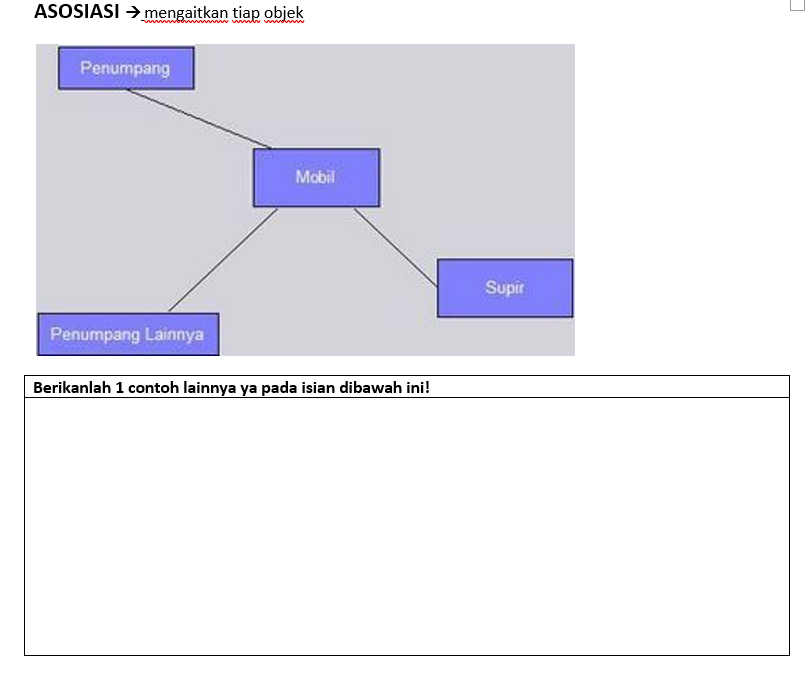 ASOSIASI → mengaitkan tiap objek
Penumpang
Mobil
Supir
Penumpang Lainnya
Berikanlah 1 contoh lainnya ya pada isian dibawah ini!